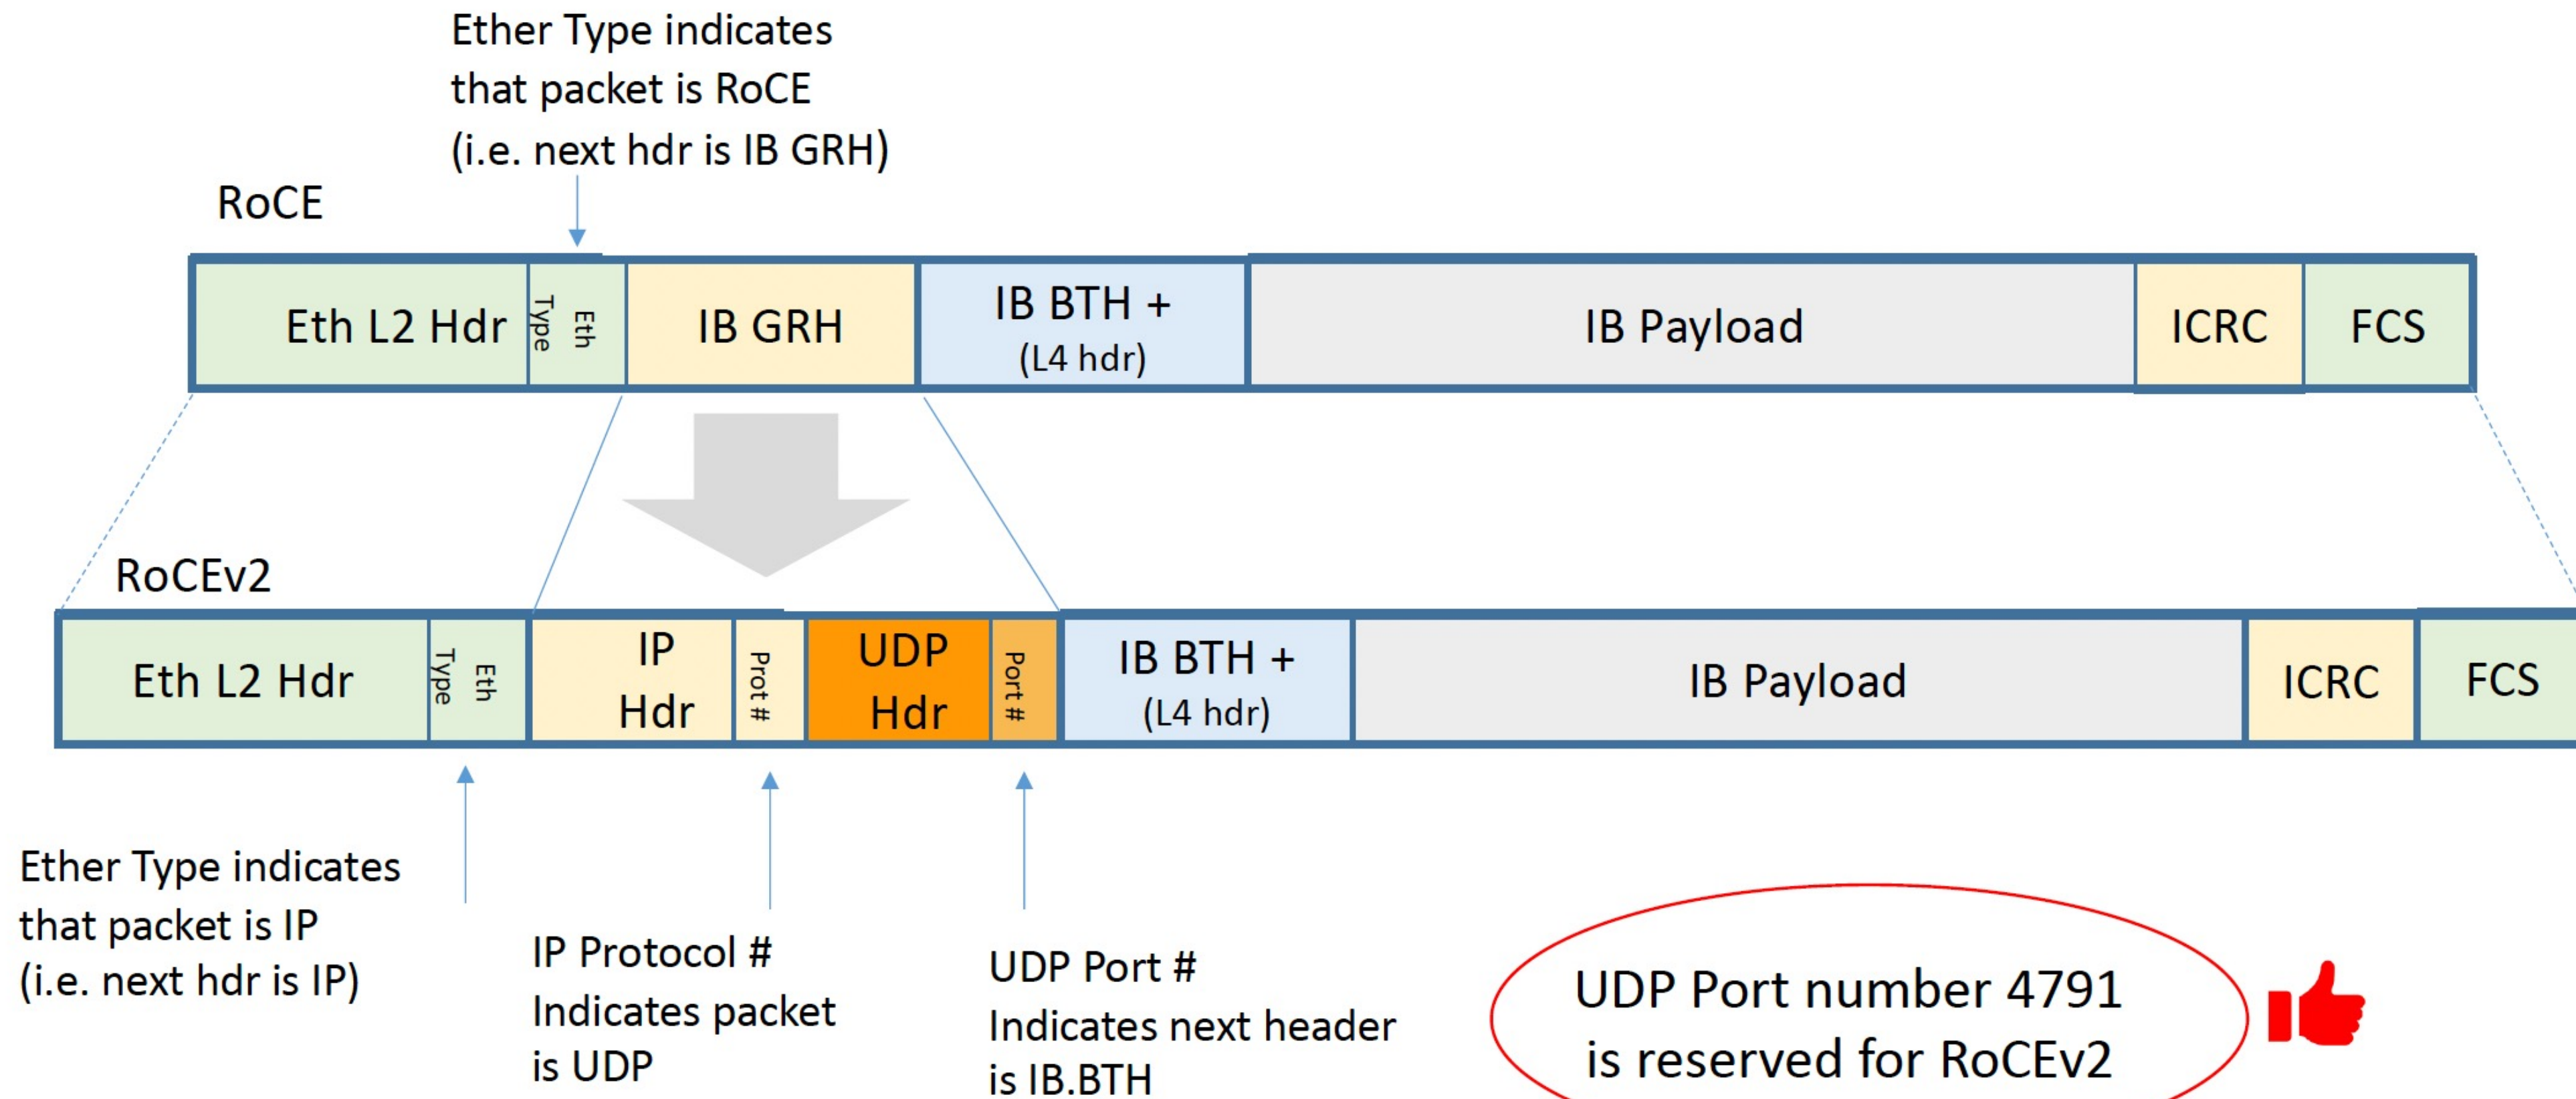 Ether Type indicates
that packet is RoCE
(i.e. next hdr is IB GRH)
RoCE
Eth L2 Hdr
Eth
Type
IB GRH
IB BTH +
(L4 hdr)
IB Payload
ICRC
FCS
RoCEv2
Eth L2 Hdr
Eth
Type
IP
Hdr
Prot #
UDP
Hdr
Port #
IB BTH +
(L4 hdr)
IB Payload
ICRC
FCS
Ether Type indicates
that packet is IP
(i.e. next hdr is IP)
IP Protocol #
Indicates packet
is UDP
UDP Port #
Indicates next header
is IB.BTH
UDP Port number 4791
is reserved for RoCEv2